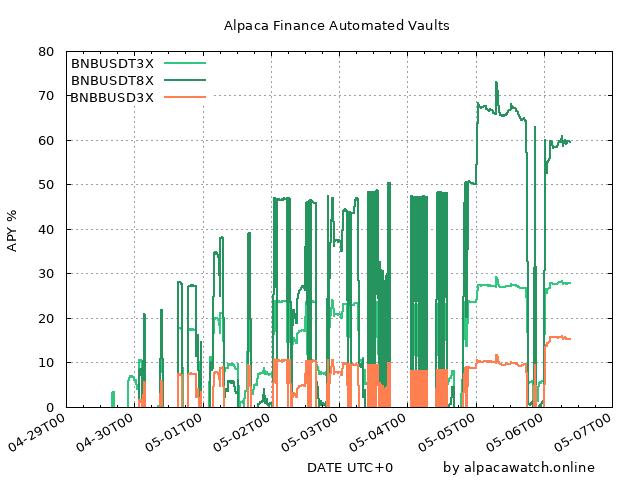 Alpaca Finance Automated Vaults
80
70
60
50
40
30
20
10
0
APY %
BNBUSDT3X
BNBUSDT8X
BNBBUSD3X
04-29T00
04-30T00
05-01T00
05-02T00
05-03T00
05-04T00
05-05T00
05-06T00
05-07T00
DATE UTC+0
by alpacawatch.online